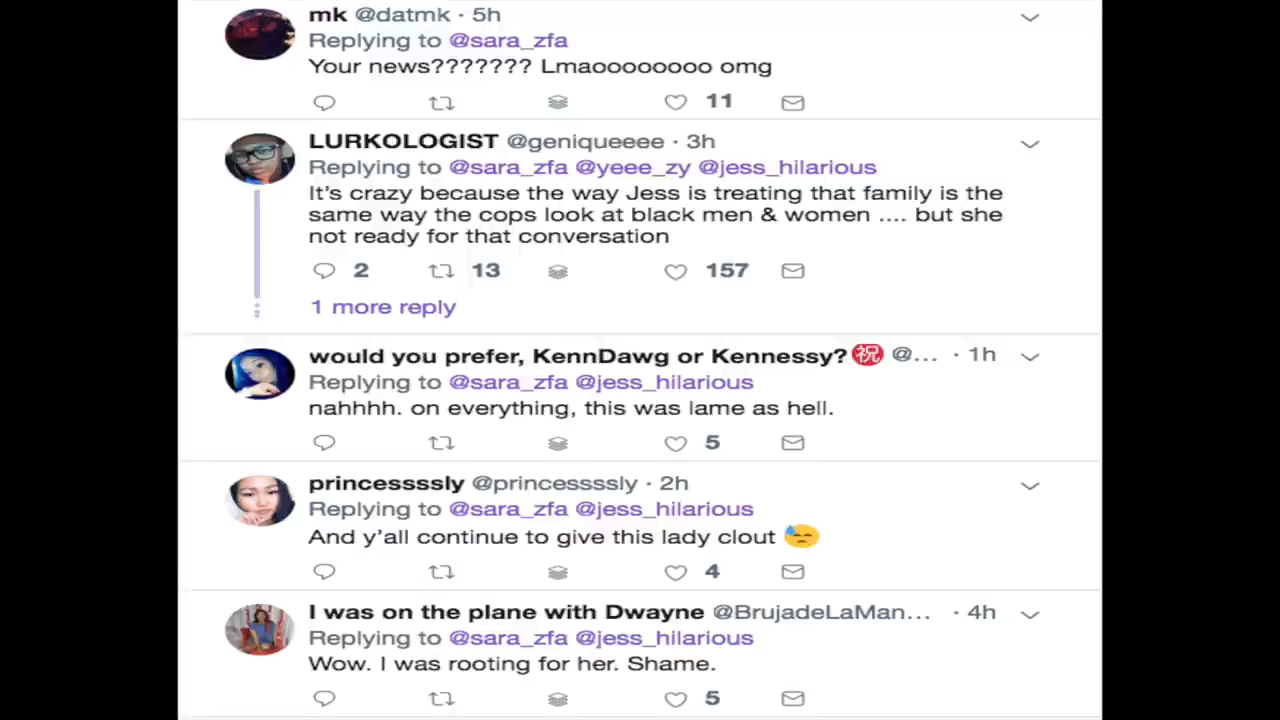 mk @datmk · 5h
Replying to @sara_zfa
Your news??????? Lmaoooooooo omg
11
LURKOLOGIST @geniqueeee · 3h
Replying to @sara_zfa @yeee_zy @jess_hilarious
It's crazy because the way Jess is treating that family is the
same way the cops look at black men & women .... but she
not ready for that conversation
2 13 157
1 more reply
would you prefer, KennDawg or Kennessy?㊗️ @... · 1h
Replying to @sara_zfa @jess_hilarious
nahhhh. on everything, this was lame as hell.
5
princessssly @princessssly · 2h
Replying to @sara_zfa @jess_hilarious
And y'all continue to give this lady clout 😓
4
I was on the plane with Dwayne @BrujadeLaMan... · 4h
Replying to @sara_zfa @jess_hilarious
Wow. I was rooting for her. Shame.
5